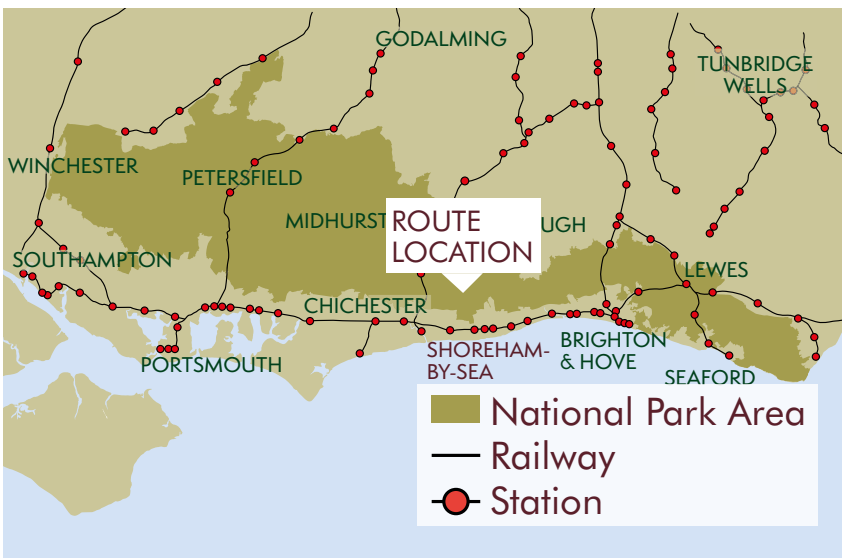 GODALMING
TUNBRIDGE
WELLS
WINCHESTER
PETERSFIELD
MIDHURST
ROUTE
LOCATION
UGH
SOUTHAMPTON
LEWES
CHICHESTER
PORTSMOUTH
SHOREHAM-
BY-SEA
BRIGHTON
& HOVE
SEAFORD
National Park Area
Railway
Station